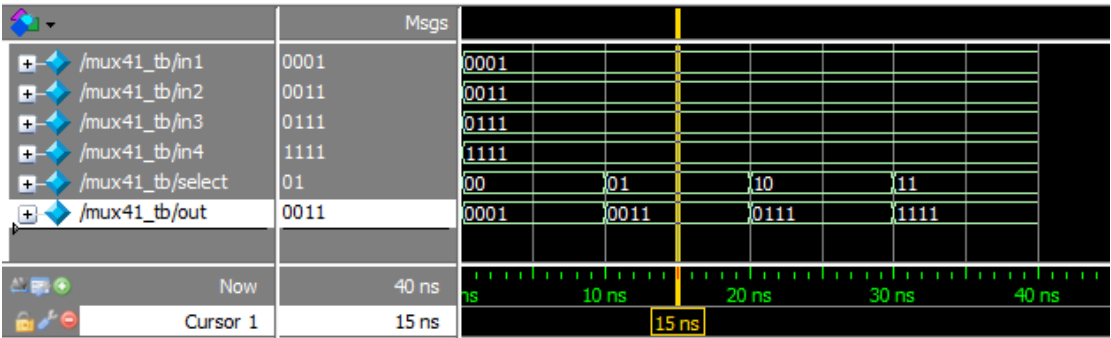 Msgs
/mux41_tb/in1 0001 0001
/mux41_tb/in2 0011 0011
/mux41_tb/in3 0111 0111
/mux41_tb/in4 1111 1111
/mux41_tb/select 01 00 01 10 11
/mux41_tb/out 0011 0001 0011 0111 1111
Now 40 ns ns 10 ns 20 ns 30 ns 40 ns
Cursor 1 15 ns 15 ns